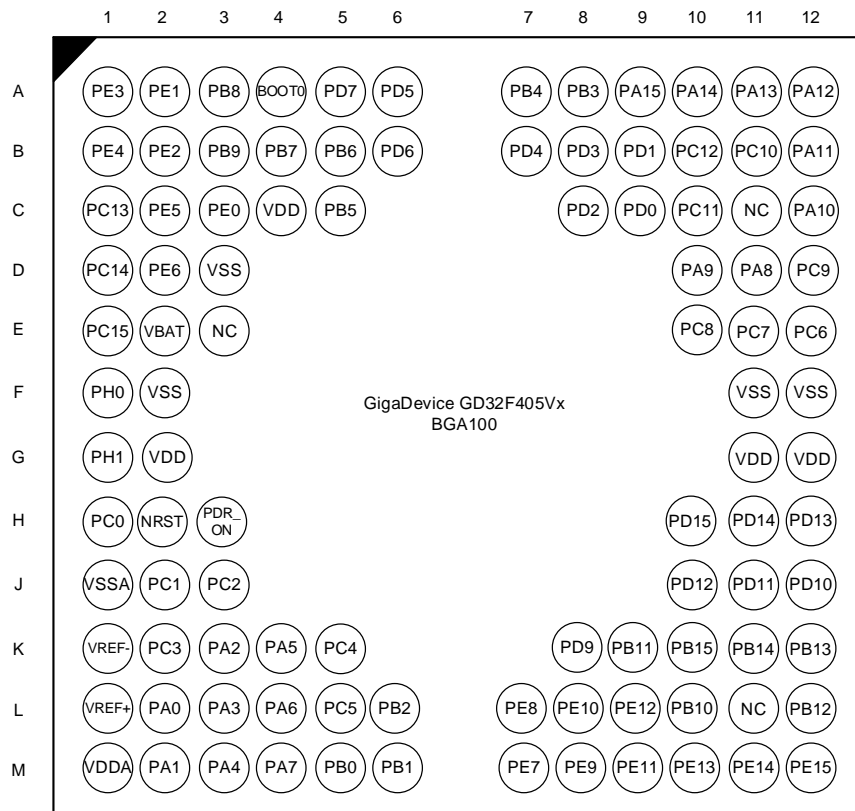 1 2 3 4 5 6 7 8 9 10 11 12
A PE3 PE1 PB8 BOOT0 PD7 PD5 PB4 PB3 PA15 PA14 PA13 PA12
B PE4 PE2 PB9 PB7 PB6 PD6 PD4 PD3 PD1 PC12 PC10 PA11
C PC13 PE5 PE0 VDD PB5 PD2 PD0 PC11 NC PA10
D PC14 PE6 VSS PA9 PA8 PC9
E PC15 VBAT NC PC8 PC7 PC6
F PH0 VSS VSS VSS
GigaDevice GD32F405Vx
BGA100
G PH1 VDD VDD VDD
H PC0 NRST PDR_
ON PD15 PD14 PD13
J VSSA PC1 PC2 PD12 PD11 PD10
K VREF- PC3 PA2 PA5 PC4 PD9 PB11 PB15 PB14 PB13
L VREF+ PA0 PA3 PA6 PC5 PB2 PE8 PE10 PE12 PB10 NC PB12
M VDDA PA1 PA4 PA7 PB0 PB1 PE7 PE9 PE11 PE13 PE14 PE15